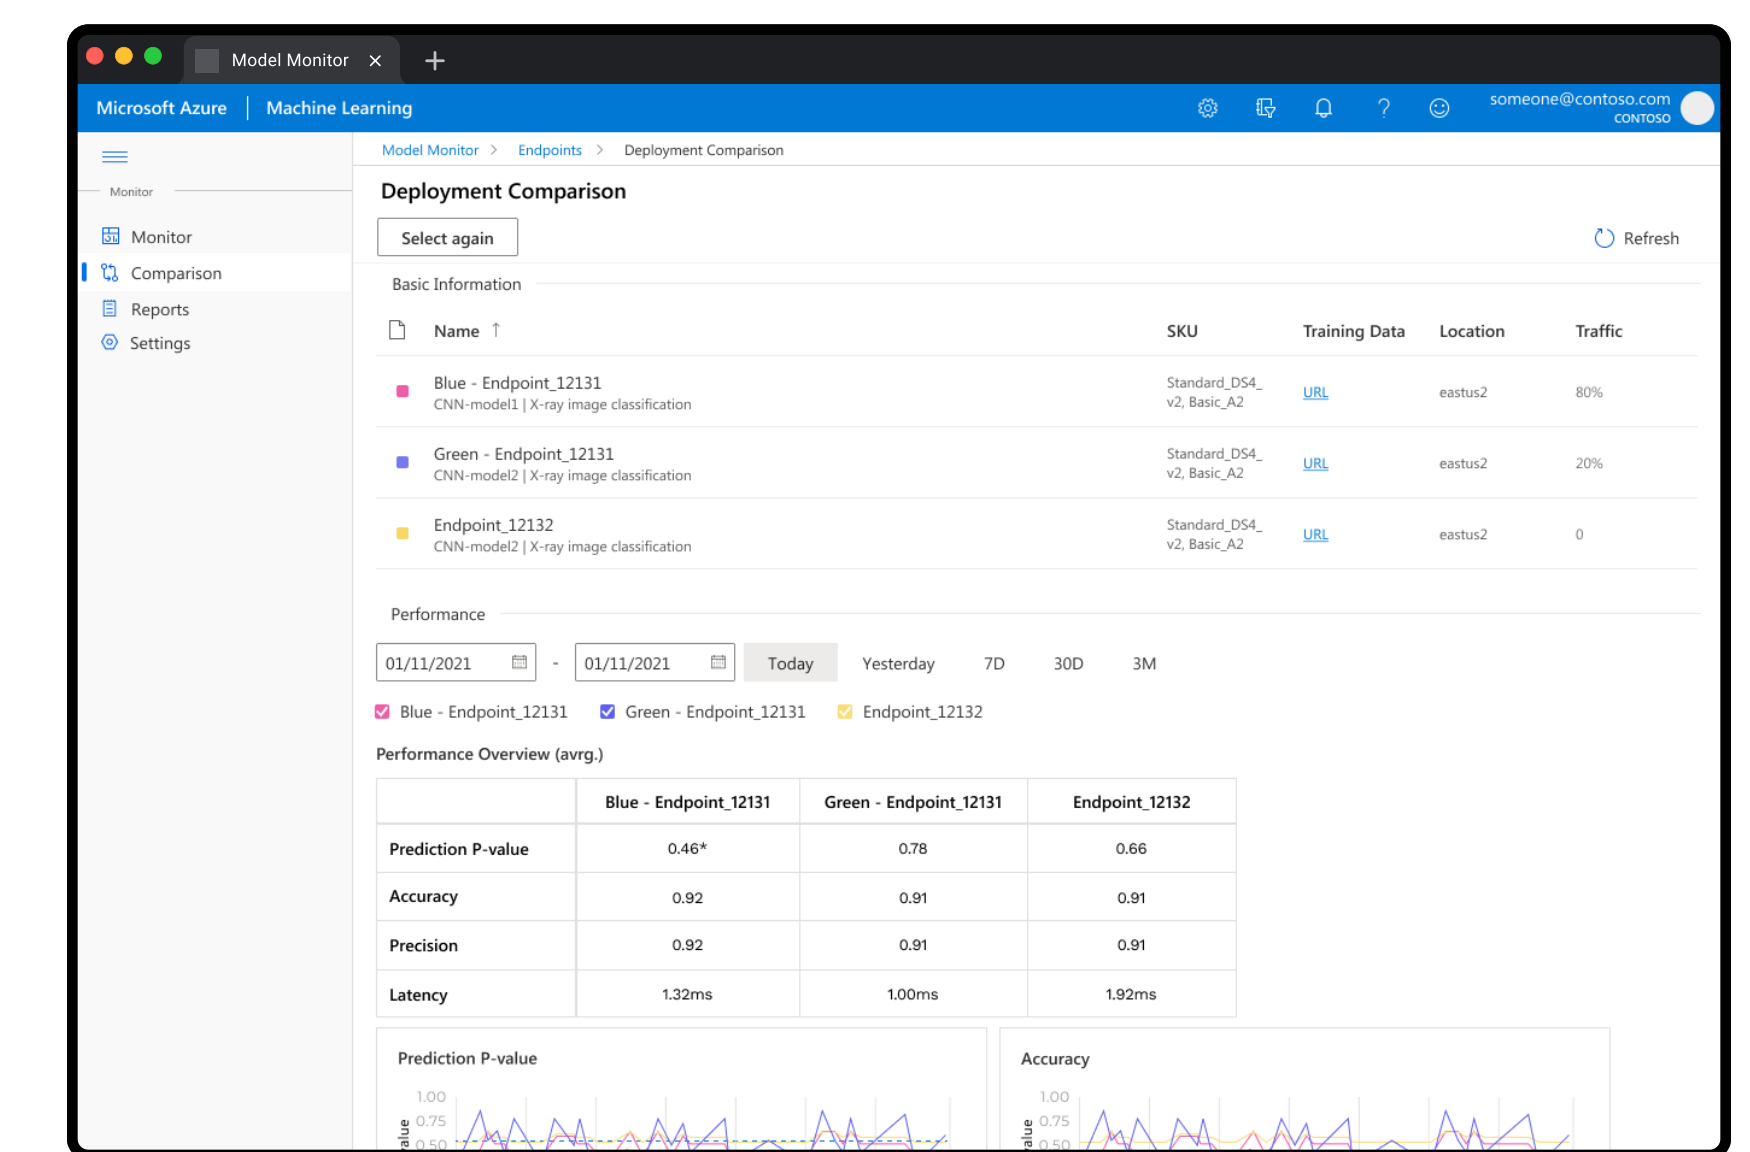 Model Monitor
Microsoft Azure | Machine Learning
someone@contoso.com
CONTOSO
Model Monitor > Endpoints > Deployment Comparison
Monitor
Monitor
Comparison
Reports
Settings
Deployment Comparison
Select again
Refresh
Basic Information
Name ↑ SKU Training Data Location Traffic
Blue - Endpoint_12131
CNN-model1 | X-ray image classification
Standard_DS4_
v2, Basic_A2
URL
eastus2
80%
Green - Endpoint_12131
CNN-model2 | X-ray image classification
Standard_DS4_
v2, Basic_A2
URL
eastus2
20%
Endpoint_12132
CNN-model2 | X-ray image classification
Standard_DS4_
v2, Basic_A2
URL
eastus2
0
Performance
01/11/2021 - 01/11/2021 Today Yesterday 7D 30D 3M
Blue - Endpoint_12131 Green - Endpoint_12131 Endpoint_12132
Performance Overview (avrg.)
Blue - Endpoint_12131 Green - Endpoint_12131 Endpoint_12132
Prediction P-value 0.46* 0.78 0.66
Accuracy 0.92 0.91 0.91
Precision 0.92 0.91 0.91
Latency 1.32ms 1.00ms 1.92ms
Prediction P-value
1.00
0.75
0.50
Accuracy
1.00
0.75
0.50